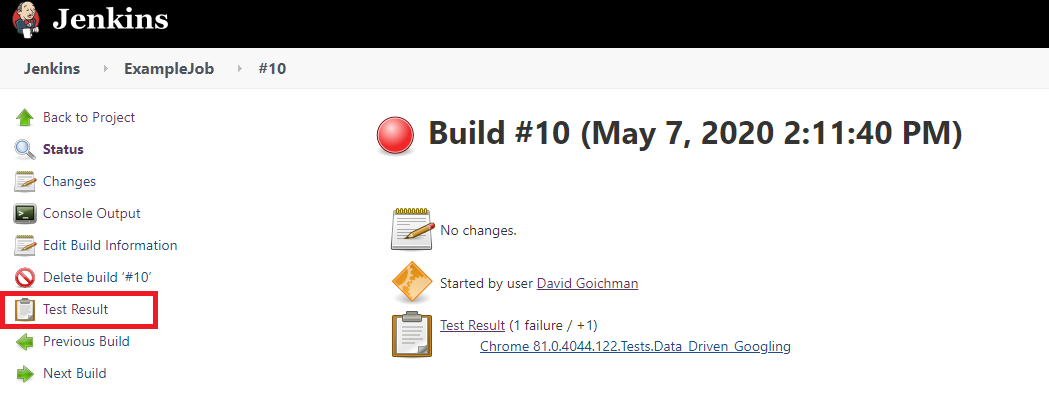 Jenkins
Jenkins ExampleJob #10
Back to Project
Status
Changes
Console Output
Edit Build Information
Delete build ‘#10’
Test Result
Previous Build
Next Build
Build #10 (May 7, 2020 2:11:40 PM)
No changes.
Started by user David Goichman
Test Result (1 failure / +1)
Chrome 81.0.4044.122.Tests.Data_Driven_Googling